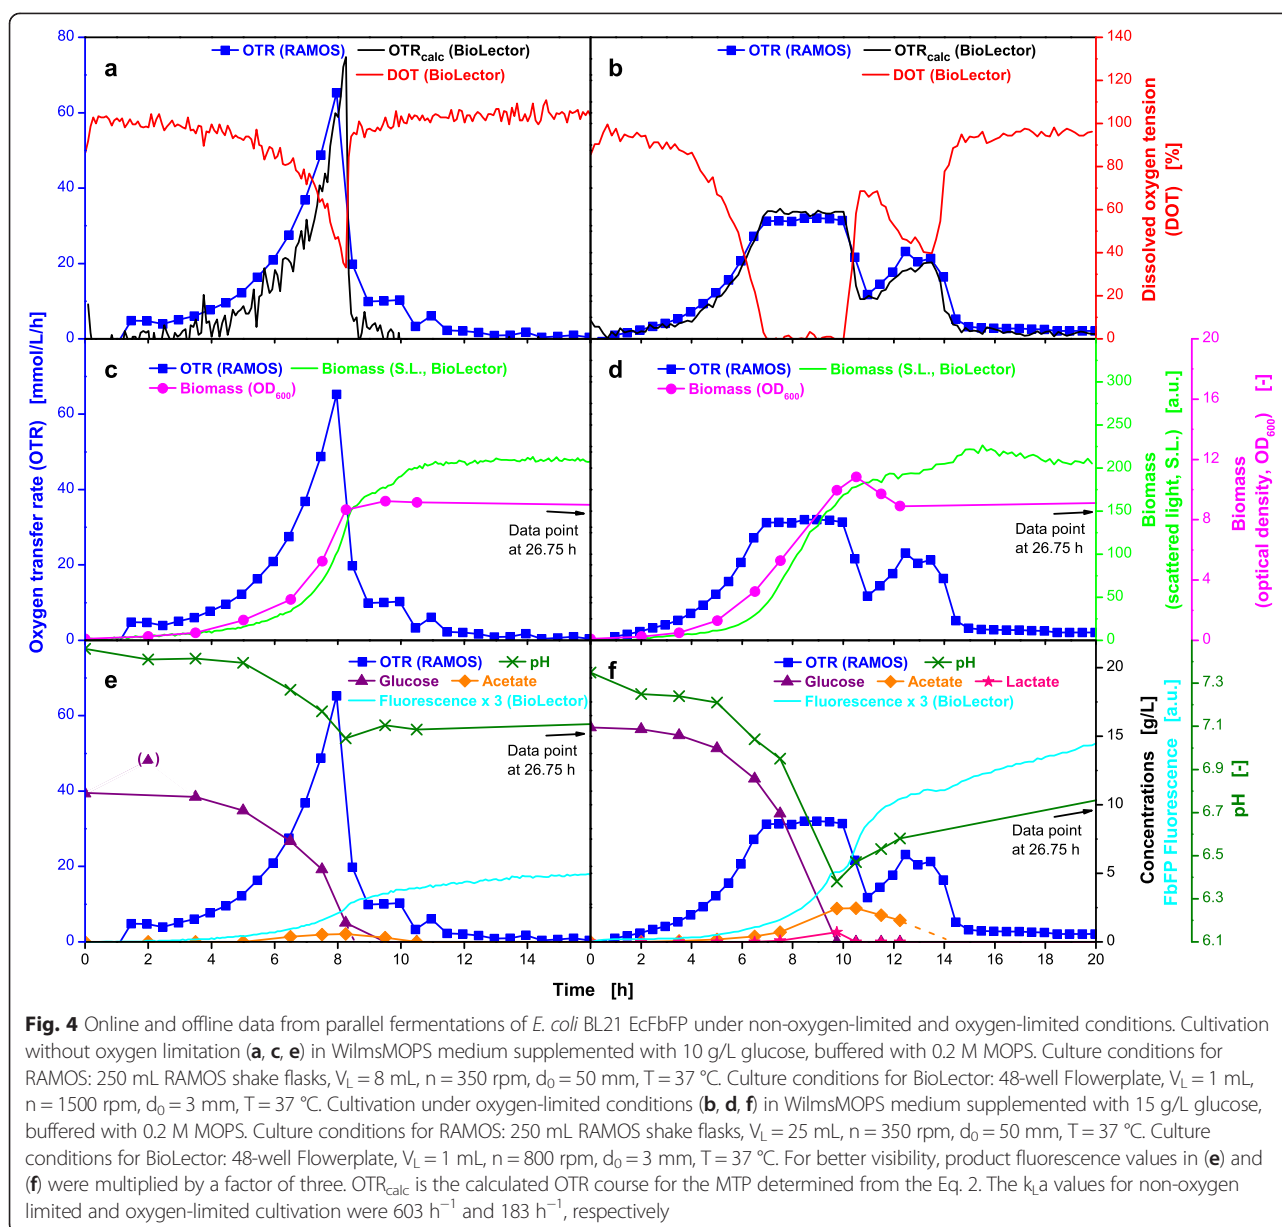 a
OTR (RAMOS)
OTRcalc (BioLector)
DOT (BioLector)
b
OTR (RAMOS)
OTRcalc (BioLector)
DOT (BioLector)
80
60
40
20
0
140
120
100
80
60
40
20
0
Dissolved oxygen tension
(DOT) [%]
c
OTR (RAMOS)
Biomass (S.L., BioLector)
Biomass (OD600)
Data point
at 26.75 h
d
OTR (RAMOS)
Biomass (S.L., BioLector)
Biomass (OD600)
Data point
at 26.75 h
60
40
20
0
Oxygen transfer rate (OTR) [mmol/L/h]
300
250
200
150
100
50
0
Biomass
(scattered light, S.L.) [a.u.]
20
16
12
8
4
0
Biomass
(optical density, OD600) [-]
e
OTR (RAMOS)
pH
Glucose
Acetate
Fluorescence x 3 (BioLector)
( )
Data point
at 26.75 h
f
OTR (RAMOS)
pH
Glucose
Acetate
Lactate
Fluorescence x 3 (BioLector)
Data point
at 26.75 h
60
40
20
0
20
15
10
5
0
Concentrations [g/L]
FbFP Fluorescence [a.u.]
7.3
7.1
6.9
6.7
6.5
6.3
6.1
pH [-]
0 2 4 6 8 10 12 14 0 2 4 6 8 10 12 14 16 18 20
Time [h]
Fig. 4 Online and offline data from parallel fermentations of E. coli BL21 EcFbFP under non-oxygen-limited and oxygen-limited conditions. Cultivation
without oxygen limitation (a, c, e) in WilmsMOPS medium supplemented with 10 g/L glucose, buffered with 0.2 M MOPS. Culture conditions for
RAMOS: 250 mL RAMOS shake flasks, VL = 8 mL, n = 350 rpm, d0 = 50 mm, T = 37 °C. Culture conditions for BioLector: 48-well Flowerplate, VL = 1 mL,
n = 1500 rpm, d0 = 3 mm, T = 37 °C. Cultivation under oxygen-limited conditions (b, d, f) in WilmsMOPS medium supplemented with 15 g/L glucose,
buffered with 0.2 M MOPS. Culture conditions for RAMOS: 250 mL RAMOS shake flasks, VL = 25 mL, n = 350 rpm, d0 = 50 mm, T = 37 °C. Culture
conditions for BioLector: 48-well Flowerplate, VL = 1 mL, n = 800 rpm, d0 = 3 mm, T = 37 °C. For better visibility, product fluorescence values in (e) and
(f) were multiplied by a factor of three. OTRcalc is the calculated OTR course for the MTP determined from the Eq. 2. The kLa values for non-oxygen
limited and oxygen-limited cultivation were 603 h−1 and 183 h−1, respectively